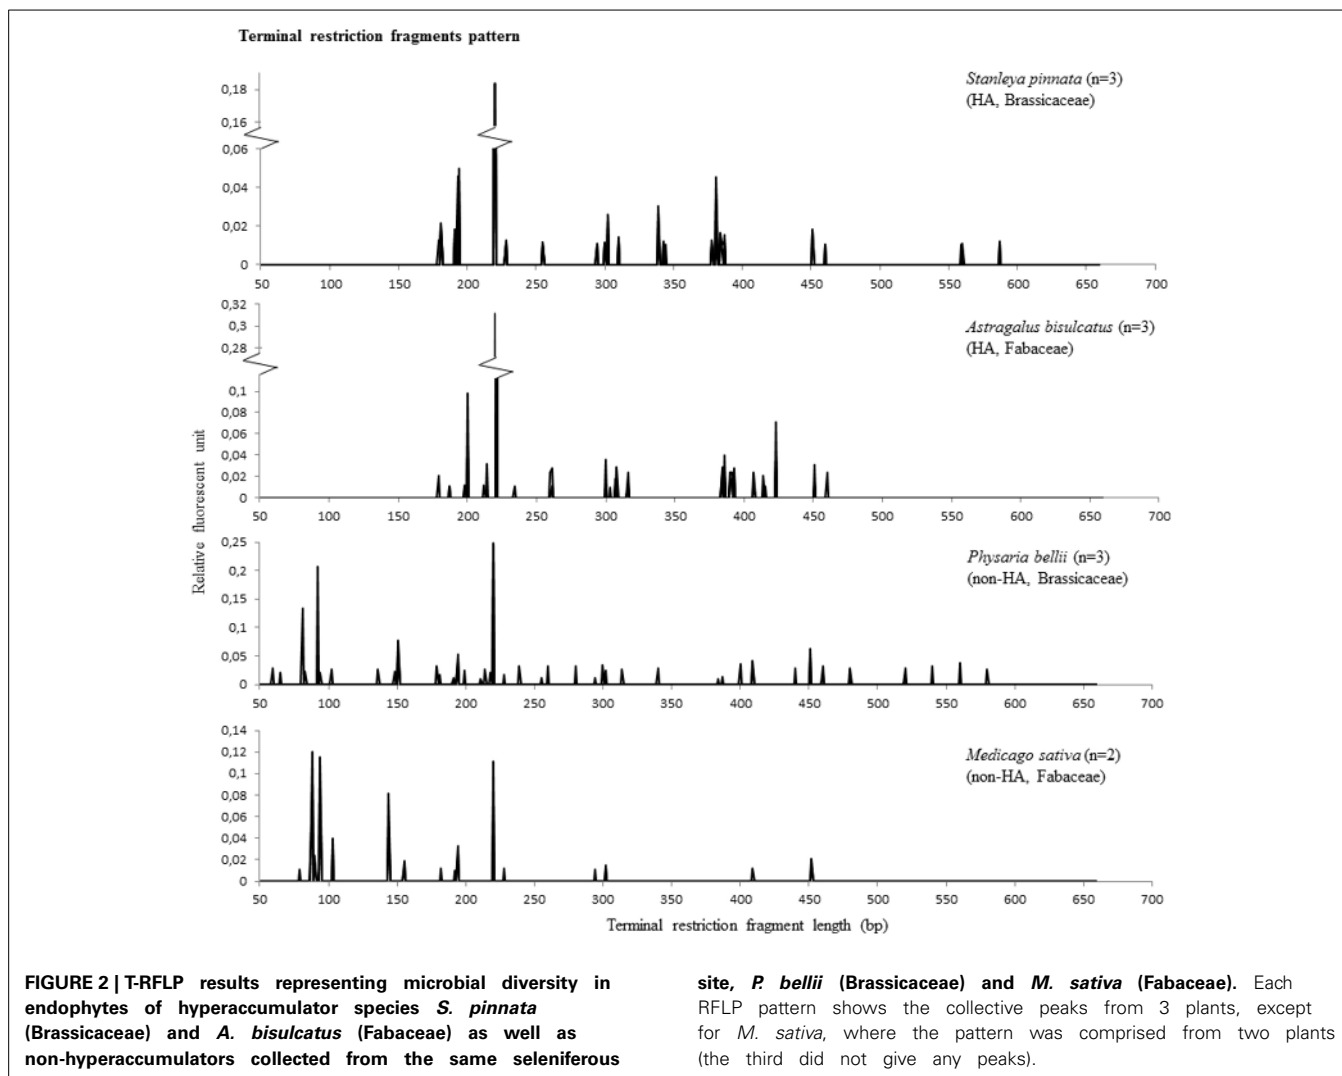 Terminal restriction fragments pattern
Stanleya pinnata (n=3)
(HA, Brassicaceae)
0,18
0,16
0,06
0,04
0,02
0
50 100 150 200 250 300 350 400 450 500 550 600 650 700
0,32
0,3
0,28
Astragalus bisulcatus (n=3)
(HA, Fabaceae)
0,1
0,08
0,06
0,04
0,02
0
50 100 150 200 250 300 350 400 450 500 550 600 650 700
Relative fluorescent unit
0,25
0,2
0,15
0,1
0,05
0
Physaria bellii (n=3)
(non-HA, Brassicaceae)
50 100 150 200 250 300 350 400 450 500 550 600 650 700
0,14
0,12
0,1
0,08
0,06
0,04
0,02
0
Medicago sativa (n=2)
(non-HA, Fabaceae)
50 100 150 200 250 300 350 400 450 500 550 600 650 700
Terminal restriction fragment length (bp)
FIGURE 2 | T-RFLP results representing microbial diversity in
endophytes of hyperaccumulator species S. pinnata
(Brassicaceae) and A. bisulcatus (Fabaceae) as well as
non-hyperaccumulators collected from the same seleniferous
site, P. bellii (Brassicaceae) and M. sativa (Fabaceae). Each
RFLP pattern shows the collective peaks from 3 plants, except
for M. sativa, where the pattern was comprised from two plants
(the third did not give any peaks).